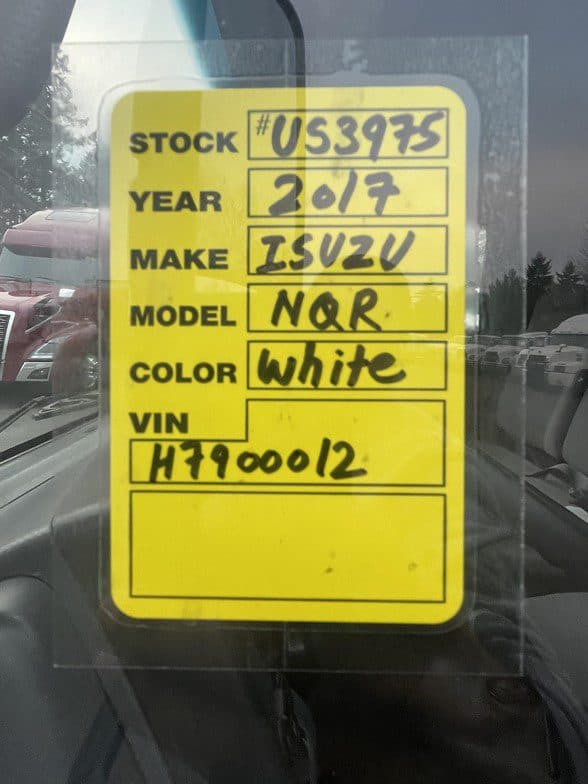 STOCK #US3975
YEAR 2017
MAKE ISUZU
MODEL NQR
COLOR White
VIN
H7900012